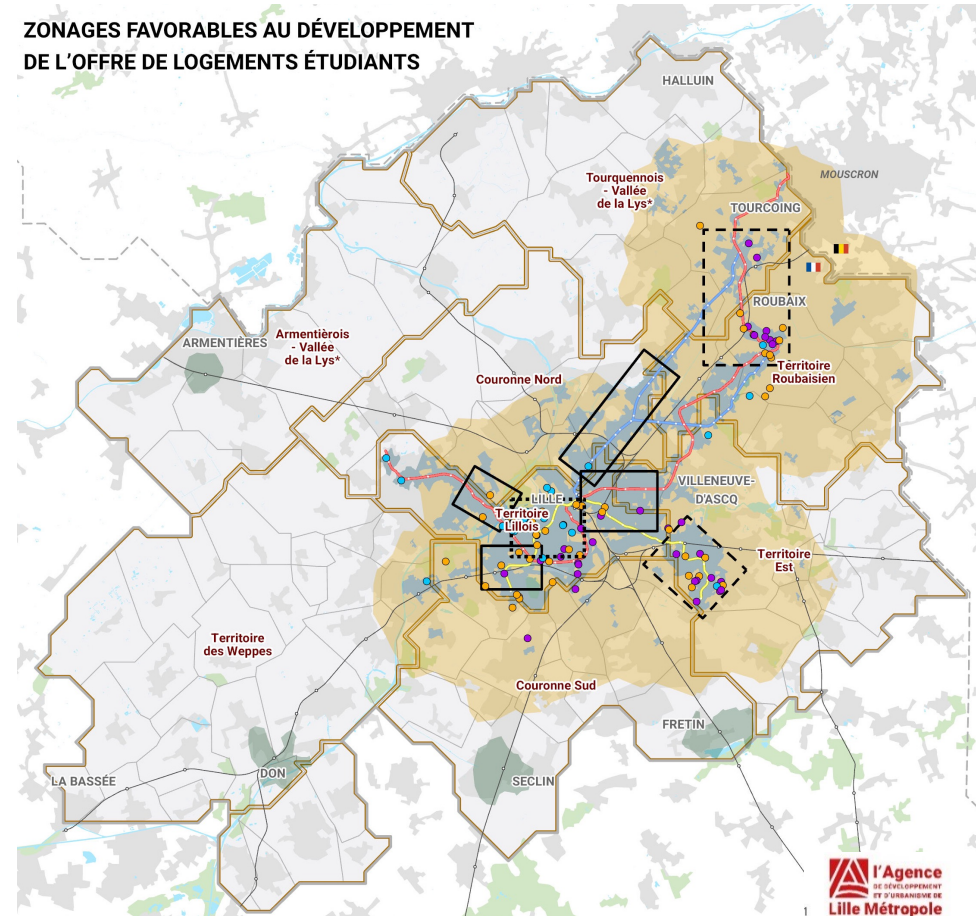 ZONAGES FAVORABLES AU DÉVELOPPEMENT
DE L'OFFRE DE LOGEMENTS ÉTUDIANTS
HALLUIN
Tourquennois
- Vallée
de la Lys*
MOUSCRON
TOURCOING
ROUBAIX
ARMENTIÈRES
Armentièrois
- Vallée
de la Lys*
Couronne Nord
Territoire
Roubaisien
VILLENEUVE-
D'ASCQ
LILLE
Territoire
Lillois
Territoire
Est
Territoire
des Weppes
Couronne Sud
FRETIN
LA BASSÉE
DON
SECLIN
l'Agence
DE DÉVELOPPEMENT
ET D'URBANISME DE
Lille Métropole
1